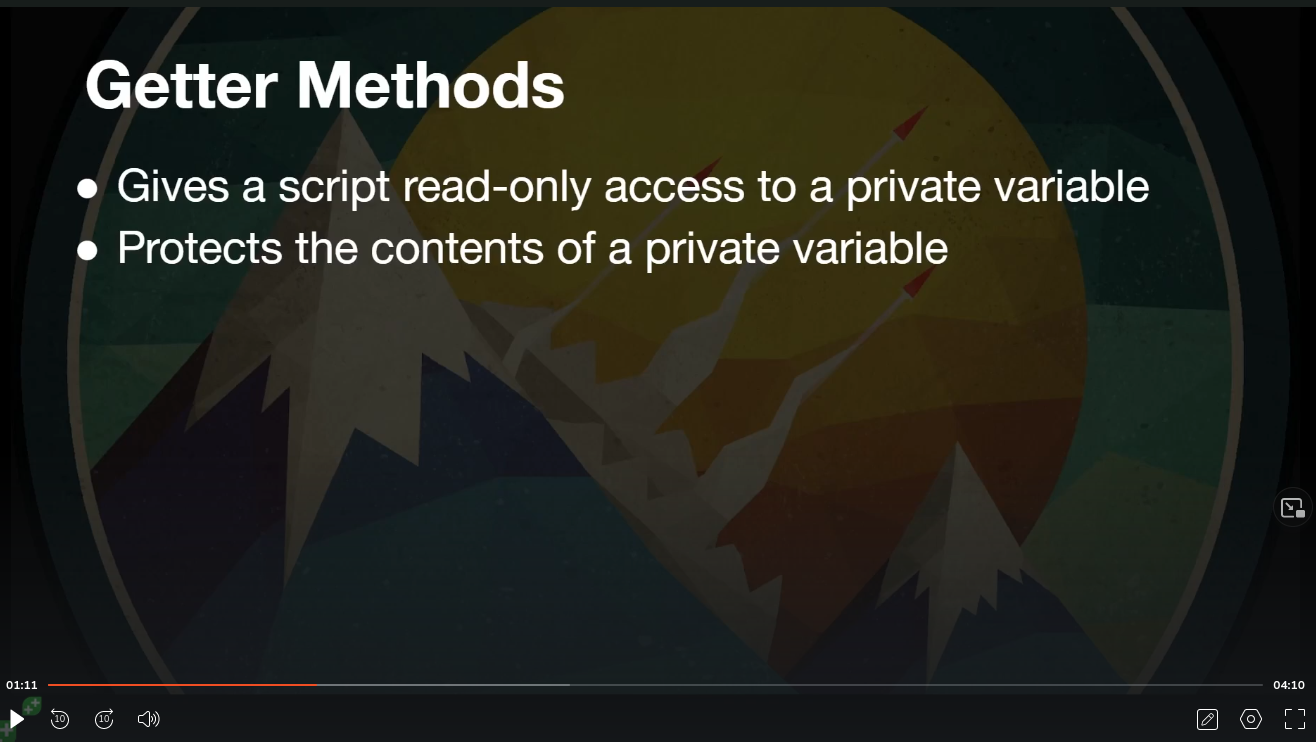 Getter Methods
● Gives a script read-only access to a private variable
● Protects the contents of a private variable
01:11
04:10
10
10